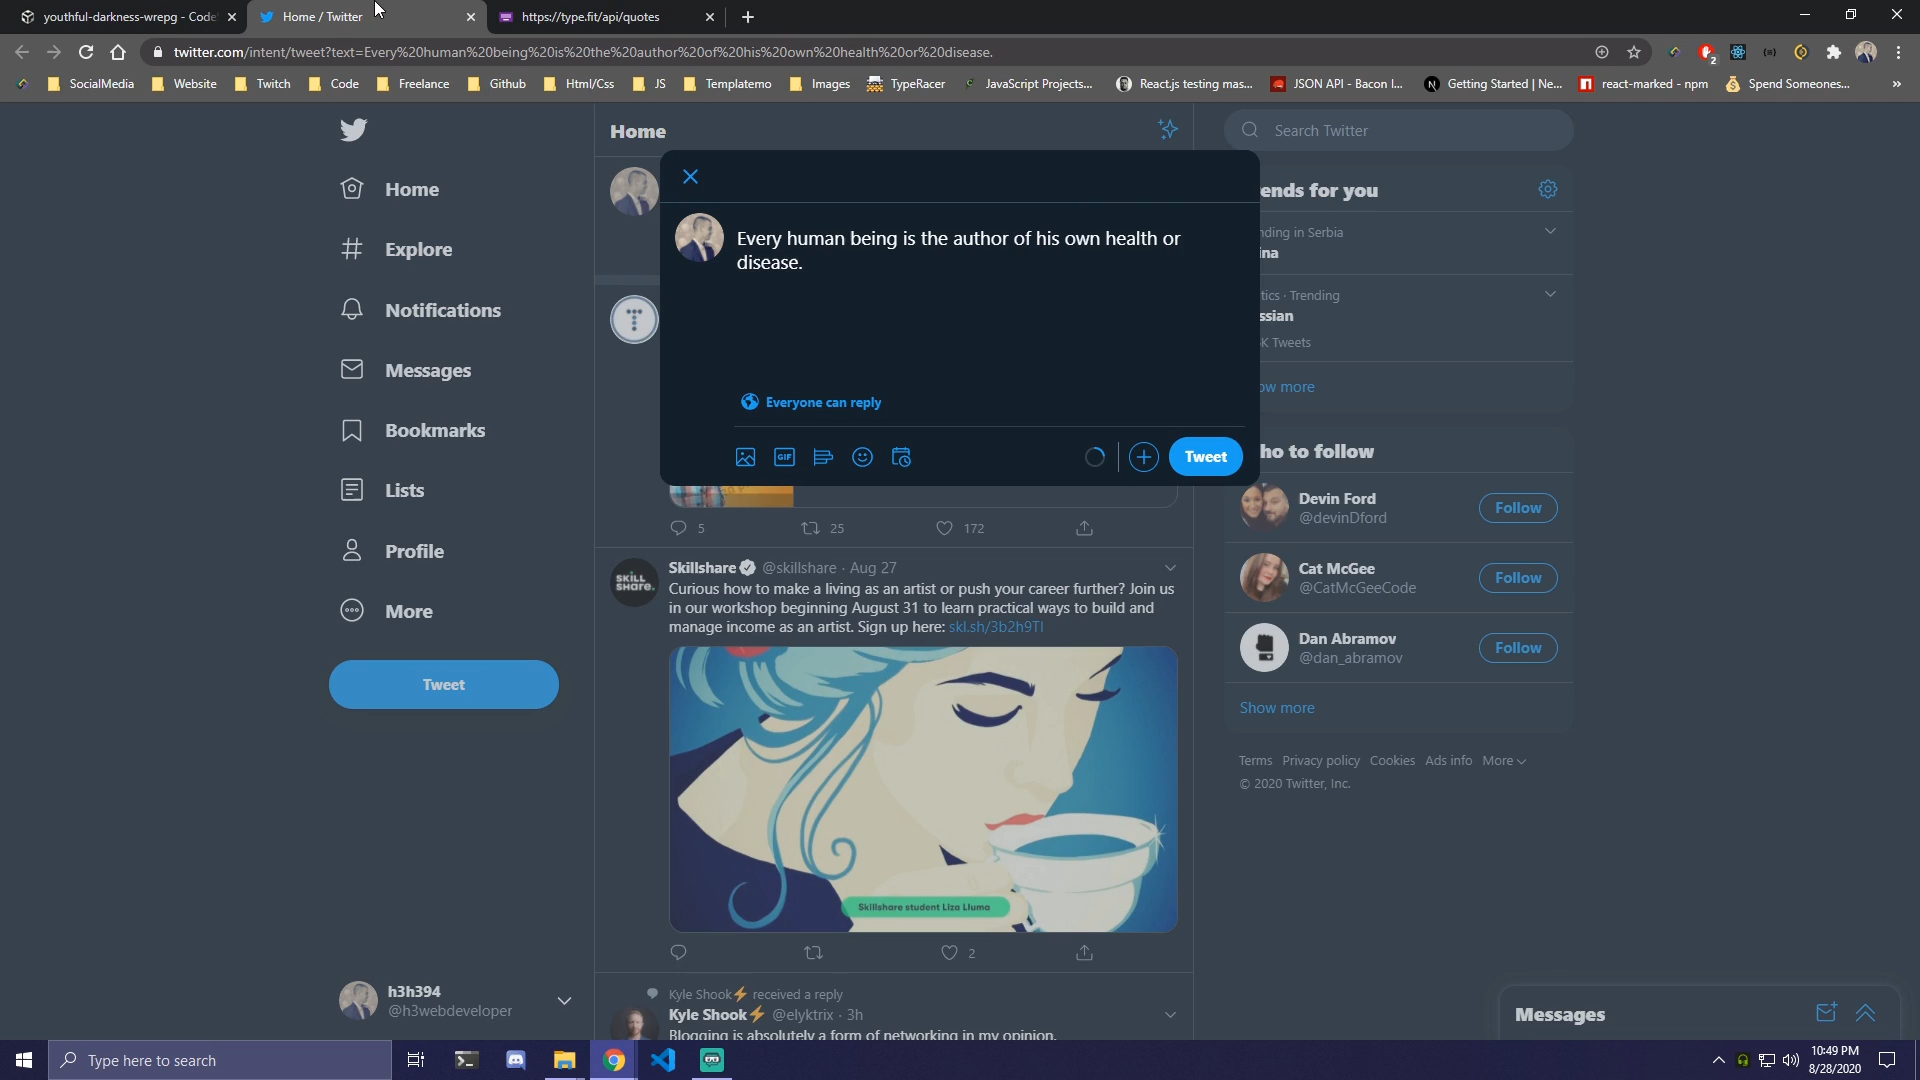 youthful-darkness-wrepg - Code
Home / Twitter
https://type.fit/api/quotes
twitter.com/intent/tweet?text=Every%20human%20being%20is%20the%20author%20of%20his%20own%20health%20or%20disease.
2
SocialMedia
Website
Twitch
Code
Freelance
Github
Html/Css
JS
Templatemo
Images
TypeRacer
JavaScript Projects...
React.js testing mas...
JSON API - Bacon I...
Getting Started | Ne...
react-marked - npm
Spend Someones...
»
Home
Search Twitter
Home
Explore
Notifications
Messages
Bookmarks
Lists
Profile
More
Tweet
h3h394
@h3webdeveloper
Every human being is the author of his own health or
disease.
Everyone can reply
GIF
Tweet
5
25
172
Skillshare @skillshare · Aug 27
SKILL
SHare.
Curious how to make a living as an artist or push your career further? Join us
in our workshop beginning August 31 to learn practical ways to build and
manage income as an artist. Sign up here: skl.sh/3b2h9TI
Skillshare student Liza Lluma
2
Kyle Shook⚡ received a reply
Kyle Shook⚡ @elyktrix · 3h
Blogging is absolutely a form of networking in my opinion.
ends for you
nding in Serbia
ina
tics · Trending
ssian
K Tweets
ow more
ho to follow
Devin Ford
@devinDford
Follow
Cat McGee
@CatMcGeeCode
Follow
Dan Abramov
@dan_abramov
Follow
Show more
Terms Privacy policy Cookies Ads info More
© 2020 Twitter, Inc.
Messages
Type here to search
10:49 PM
8/28/2020